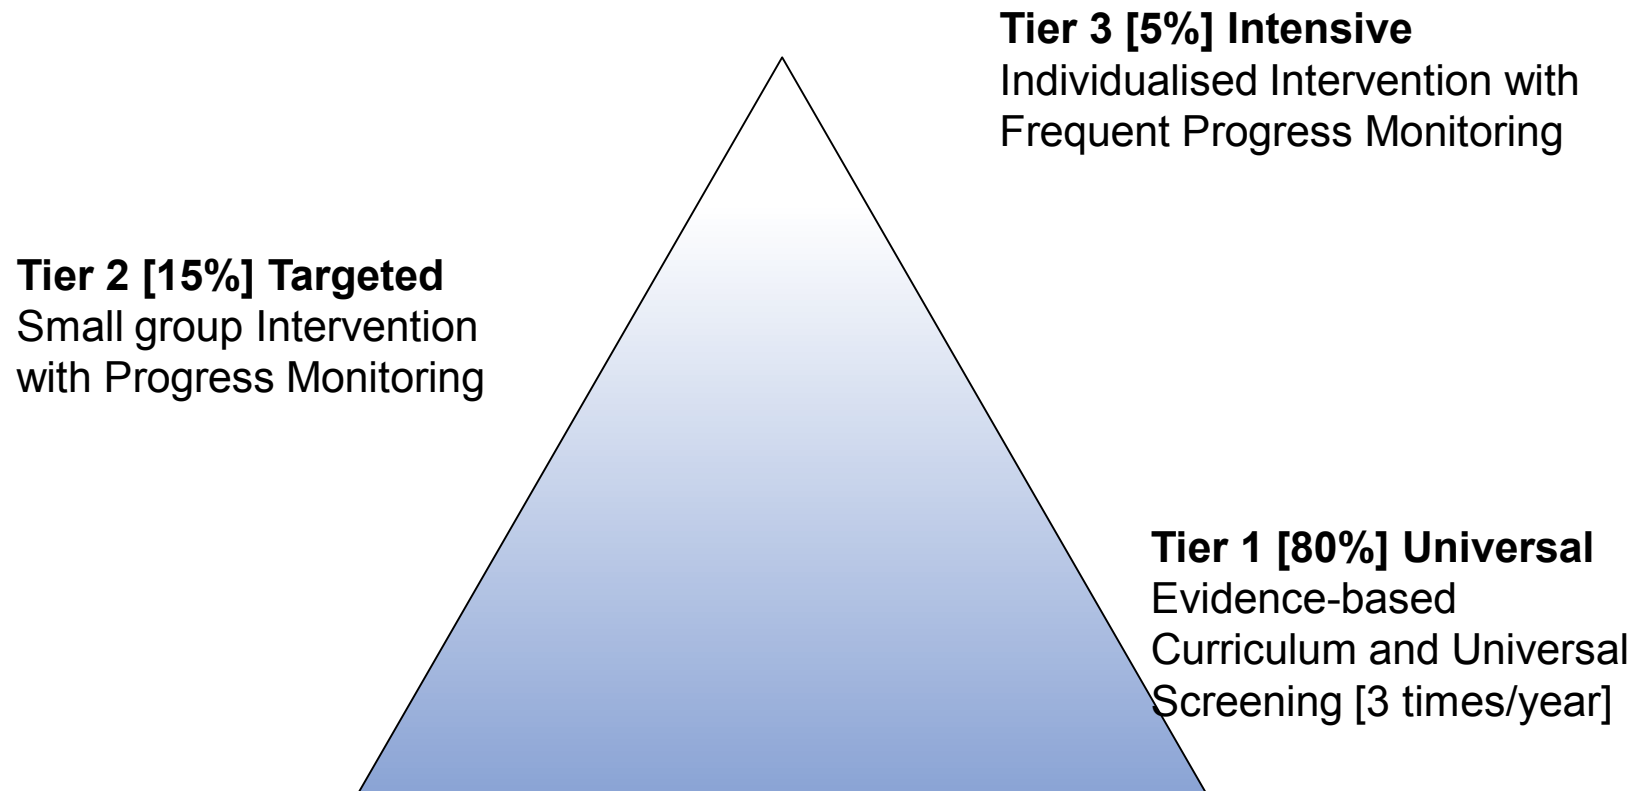 Tier 3 [5%] Intensive
Individualised Intervention with
Frequent Progress Monitoring
Tier 2 [15%] Targeted
Small group Intervention
with Progress Monitoring
Tier 1 [80%] Universal
Evidence-based
Curriculum and Universal
Screening [3 times/year]